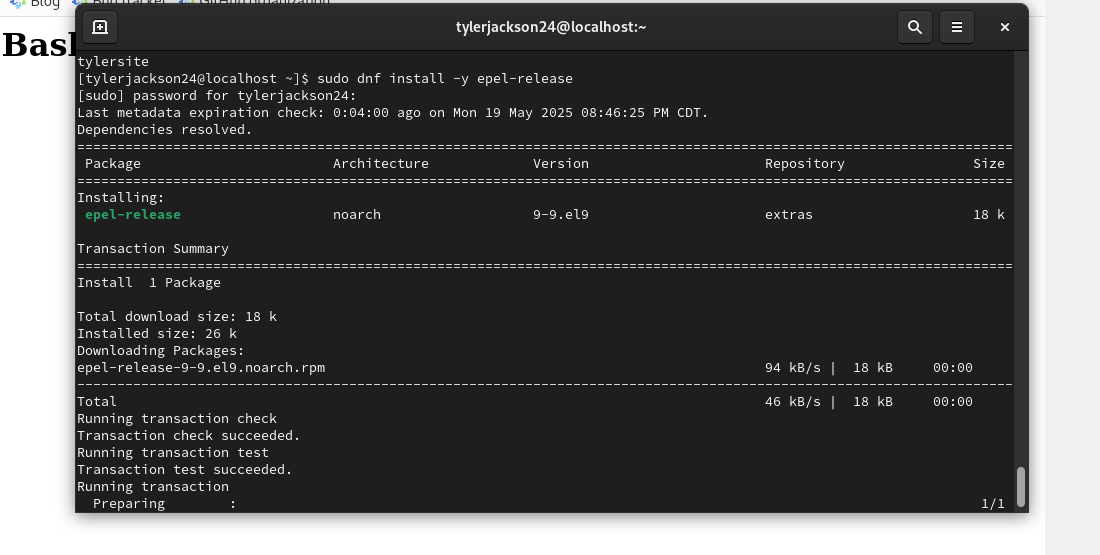 Blog Bug tracker GitHub organization
Bas
tylerjackson24@localhost:~
tylersite
[tylerjackson24@localhost ~]$ sudo dnf install -y epel-release
[sudo] password for tylerjackson24:
Last metadata expiration check: 0:04:00 ago on Mon 19 May 2025 08:46:25 PM CDT.
Dependencies resolved.
================================================================================
Package Architecture Version Repository Size
================================================================================
Installing:
epel-release noarch 9-9.el9 extras 18 k
Transaction Summary
================================================================================
Install 1 Package
Total download size: 18 k
Installed size: 26 k
Downloading Packages:
epel-release-9-9.el9.noarch.rpm 94 kB/s | 18 kB 00:00
--------------------------------------------------------------------------------
Total 46 kB/s | 18 kB 00:00
Running transaction check
Transaction check succeeded.
Running transaction test
Transaction test succeeded.
Running transaction
Preparing : 1/1